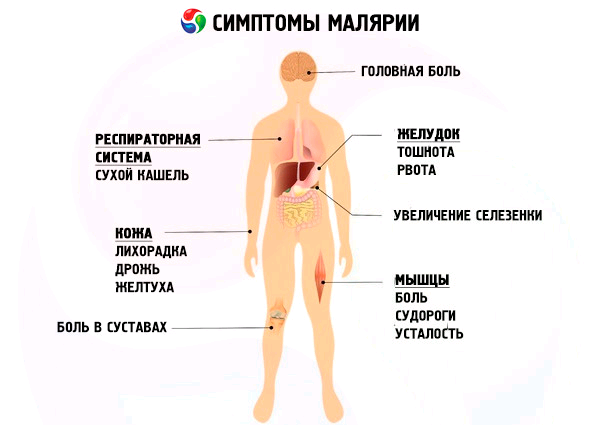 СИМПТОМЫ МАЛЯРИИ
ГОЛОВНАЯ БОЛЬ
РЕСПИРАТОРНАЯ
СИСТЕМА
СУХОЙ КАШЕЛЬ
ЖЕЛУДОК
ТОШНОТА
РВОТА
УВЕЛИЧЕНИЕ СЕЛЕЗЕНКИ
КОЖА
ЛИХОРАДКА
ДРОЖЬ
ЖЕЛТУХА
МЫШЦЫ
БОЛЬ
СУДОРОГИ
УСТАЛОСТЬ
БОЛЬ В СУСТАВАХ